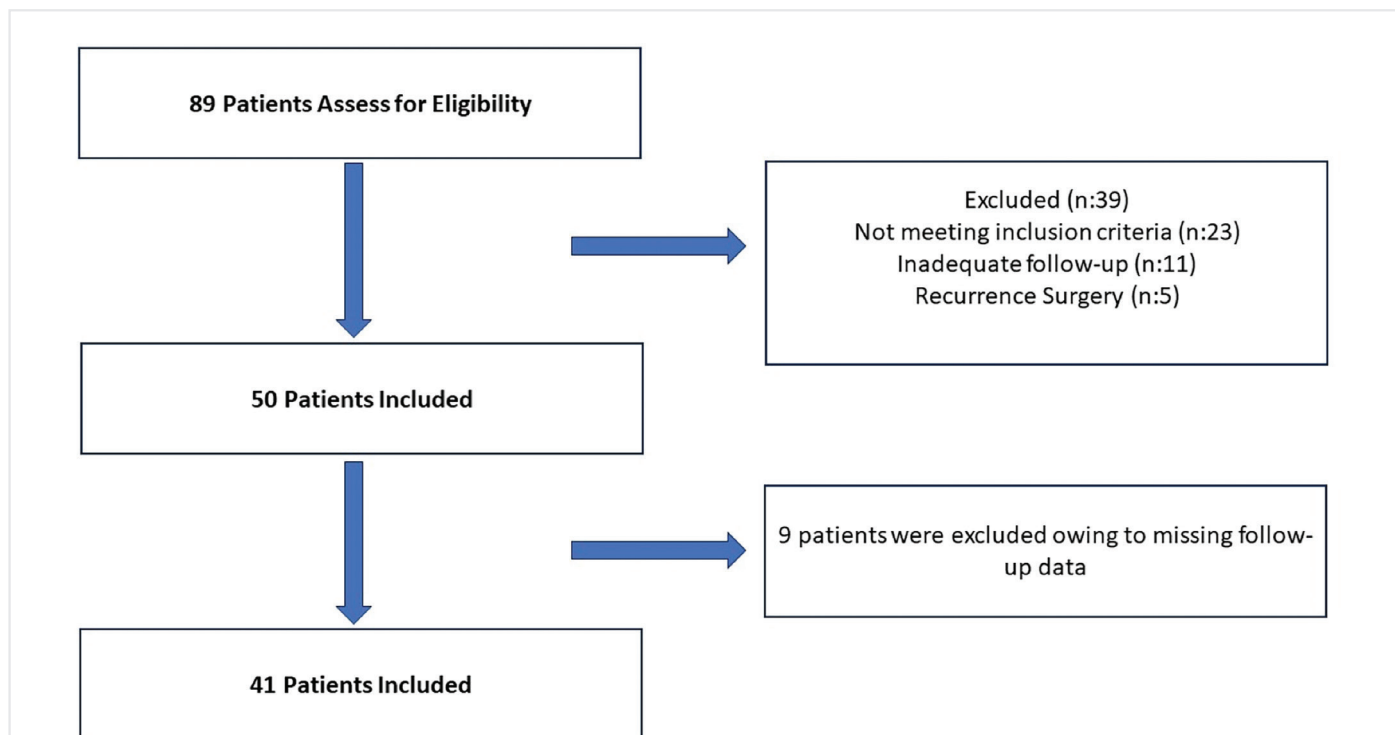 89 Patients Assess for Eligibility
Excluded (n:39)
Not meeting inclusion criteria (n:23)
Inadequate follow-up (n:11)
Recurrence Surgery (n:5)
50 Patients Included
9 patients were excluded owing to missing follow-
up data
41 Patients Included